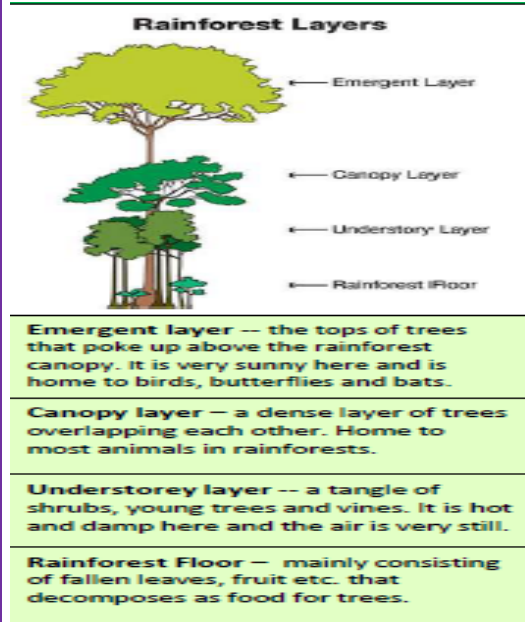 Rainforest Layers
Emergent Layer
Canopy Layer
Understory Layer
Rainforest Floor
Emergent layer -- the tops of trees
that poke up above the rainforest
canopy. It is very sunny here and is
home to birds, butterflies and bats.
Canopy layer – a dense layer of trees
overlapping each other. Home to
most animals in rainforests.
Understorey layer -- a tangle of
shrubs, young trees and vines. It is hot
and damp here and the air is very still.
Rainforest Floor – mainly consisting
of fallen leaves, fruit etc. that
decomposes as food for trees.